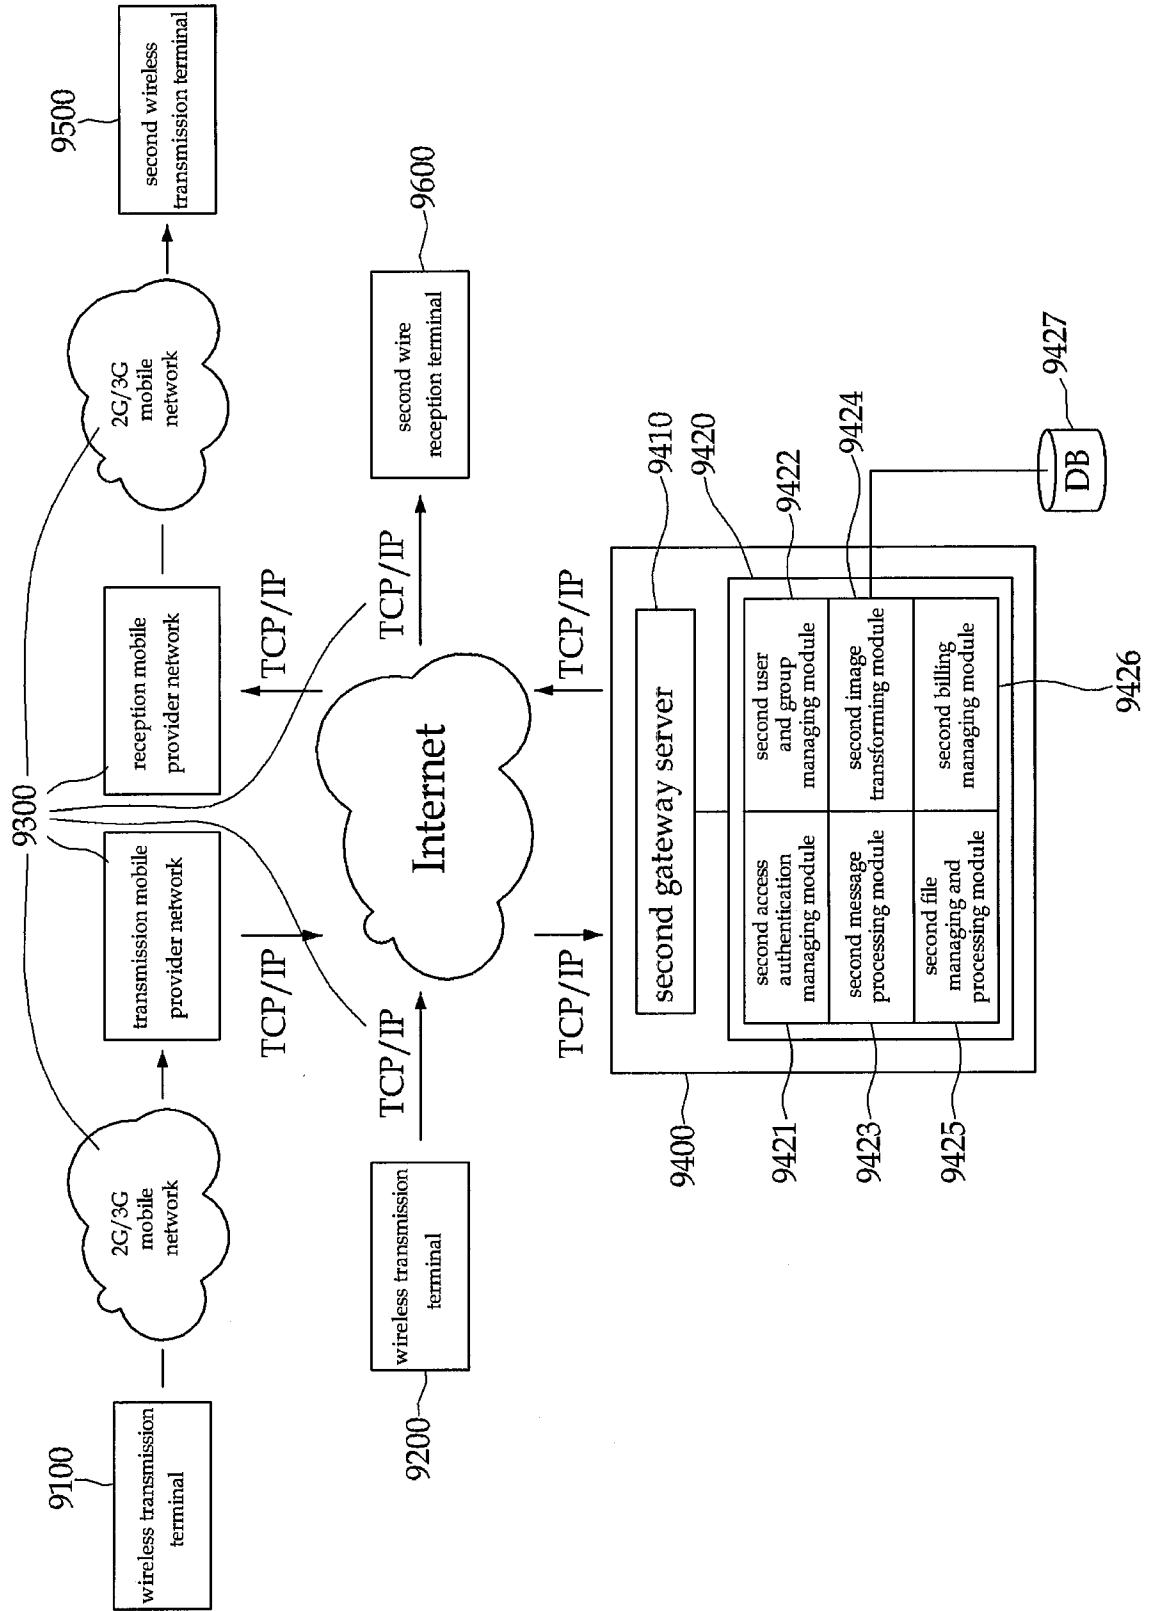 9300
9100
9500
wireless transmission
terminal
2G/3G
mobile
network
transmission mobile
provider network
reception mobile
provider network
2G/3G
mobile
network
second wireless
transmission terminal
TCP/IP
TCP/IP
9200
wireless transmission
terminal
TCP/IP
Internet
TCP/IP
second wire
reception terminal
9600
TCP/IP
TCP/IP
9400
second gateway server
9410
9420
9421
second access
authentication
managing module
second user
and group
managing module
9422
9423
second message
processing module
second image
transforming module
9424
9425
second file
managing and
processing module
second billing
managing module
9426
DB
9427